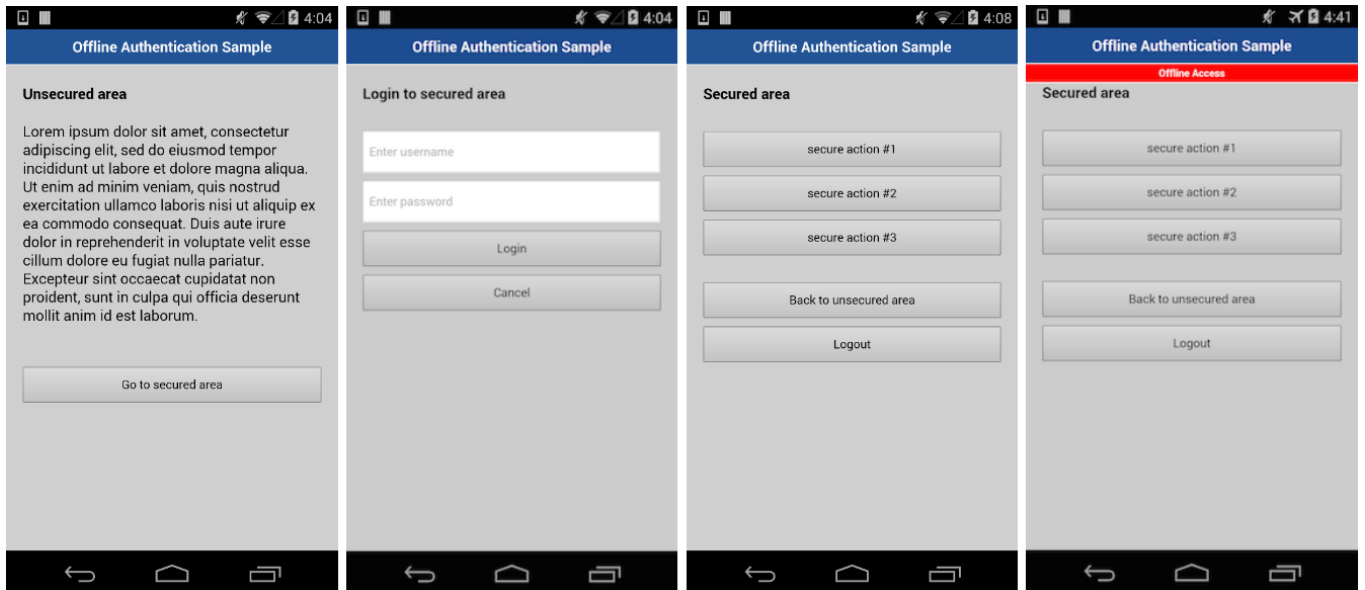 4:04
Offline Authentication Sample
Unsecured area
Lorem ipsum dolor sit amet, consectetur
adipiscing elit, sed do eiusmod tempor
incididunt ut labore et dolore magna aliqua.
Ut enim ad minim veniam, quis nostrud
exercitation ullamco laboris nisi ut aliquip ex
ea commodo consequat. Duis aute irure
dolor in reprehenderit in voluptate velit esse
cillum dolore eu fugiat nulla pariatur.
Excepteur sint occaecat cupidatat non
proident, sunt in culpa qui officia deserunt
mollit anim id est laborum.
Go to secured area
4:04
Offline Authentication Sample
Login to secured area
Enter username
Enter password
Login
Cancel
4:08
Offline Authentication Sample
Secured area
secure action #1
secure action #2
secure action #3
Back to unsecured area
Logout
4:41
Offline Authentication Sample
Offline Access
Secured area
secure action #1
secure action #2
secure action #3
Back to unsecured area
Logout